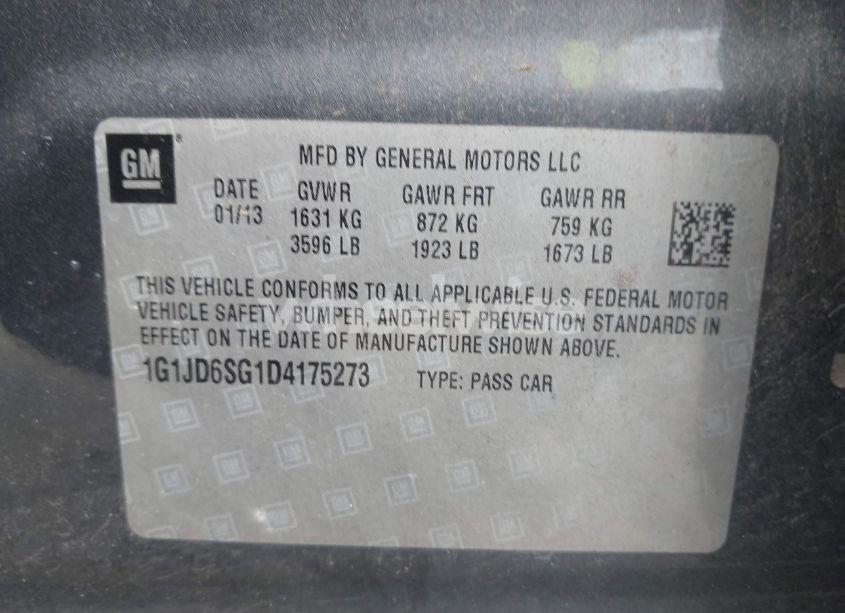 GM
MFD BY GENERAL MOTORS LLC
DATE GVWR GAWR FRT GAWR RR
01/13 1631 KG 872 KG 759 KG
3596 LB 1923 LB 1673 LB
THIS VEHICLE CONFORMS TO ALL APPLICABLE U.S. FEDERAL MOTOR
VEHICLE SAFETY, BUMPER, AND THEFT PREVENTION STANDARDS IN
EFFECT ON THE DATE OF MANUFACTURE SHOWN ABOVE.
1G1JD6SG1D4175273 TYPE: PASS CAR